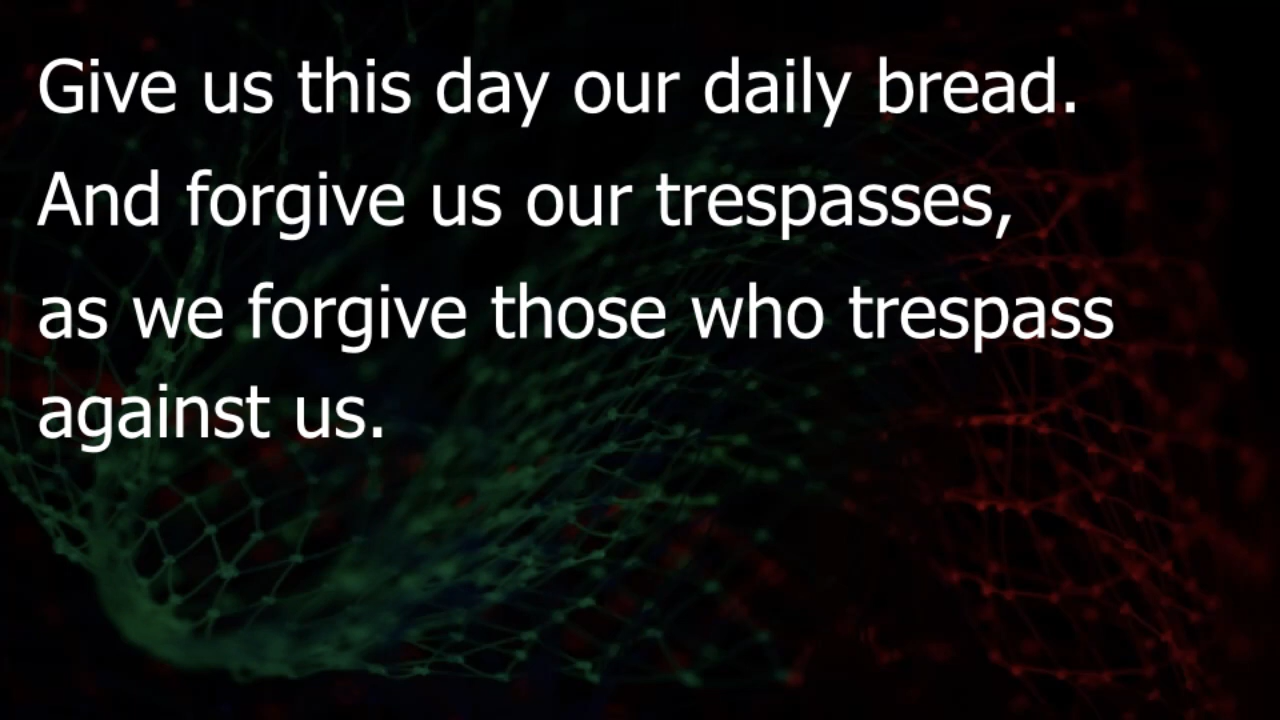 Give us this day our daily bread.
And forgive us our trespasses,
as we forgive those who trespass
against us.